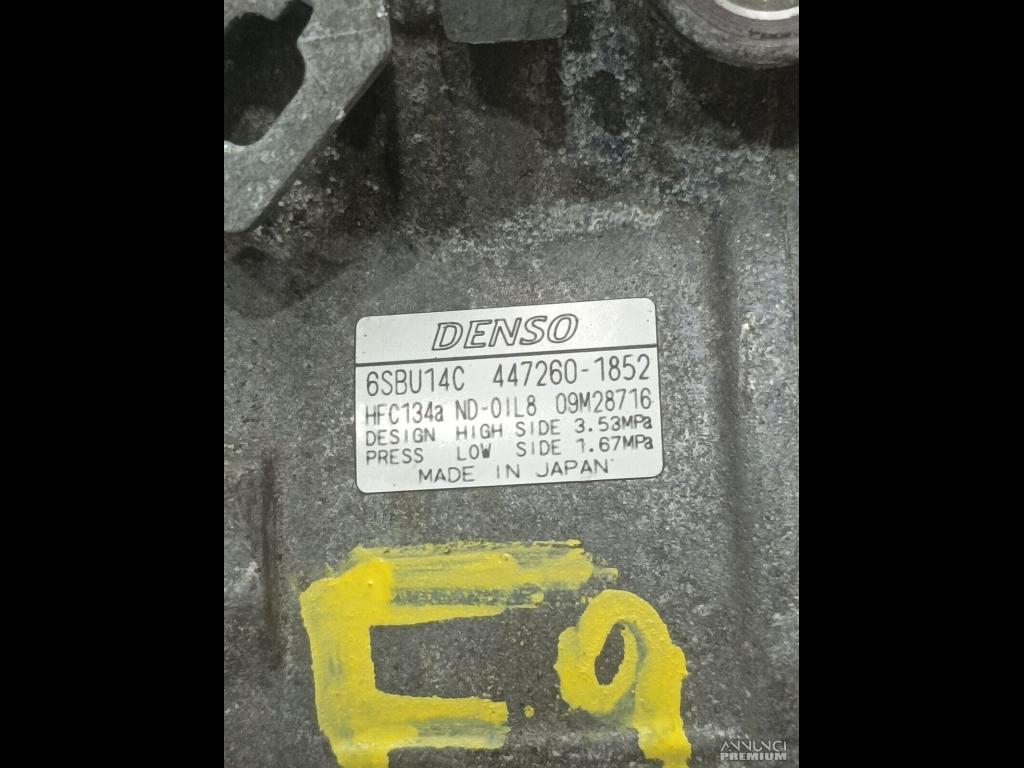 DENSO
6SBU14C 447260-1852
HFC134a ND-OIL8 09M28716
DESIGN HIGH SIDE 3.53MPa
PRESS LOW SIDE 1.67MPa
MADE IN JAPAN
E9
ANNUNCI
PREMIUM